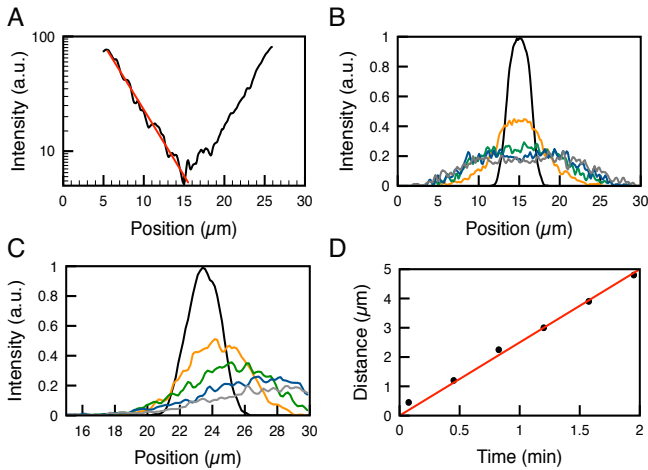 A
Intensity (a.u.)
100
10
0 5 10 15 20 25 30
Position (µm)
B
Intensity (a.u.)
1
0.8
0.6
0.4
0.2
0
0 5 10 15 20 25 30
Position (µm)
C
Intensity (a.u.)
1
0.8
0.6
0.4
0.2
0
16 18 20 22 24 26 28 30
Position (µm)
D
Distance (µm)
5
4
3
2
1
0
0 0.5 1 1.5 2
Time (min)